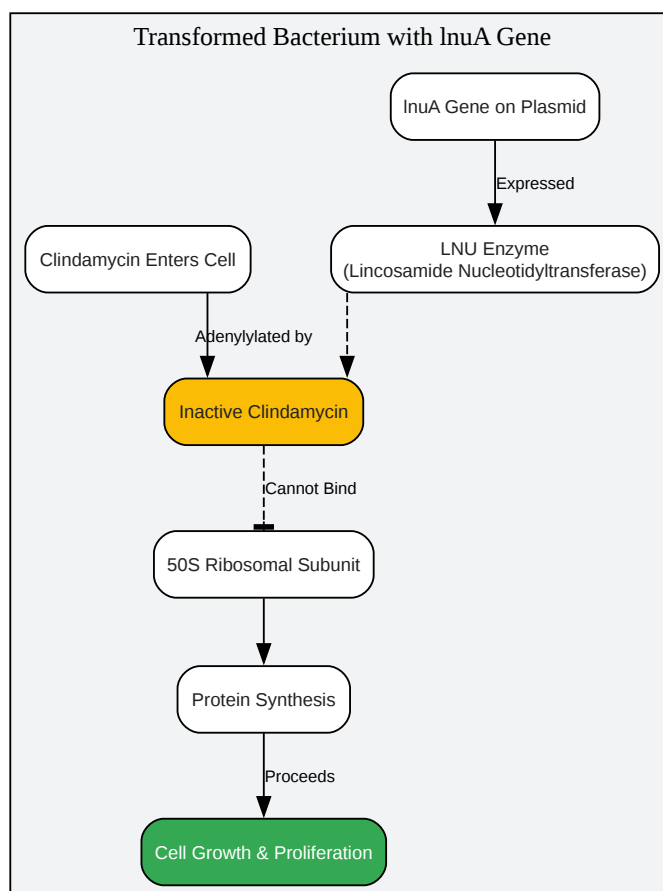 Transformed Bacterium with lnuA Gene
lnuA Gene on Plasmid
Expressed
Clindamycin Enters Cell
LNU Enzyme
(Lincosamide Nucleotidyltransferase)
Adenylylated by
Inactive Clindamycin
Cannot Bind
50S Ribosomal Subunit
Protein Synthesis
Proceeds
Cell Growth & Proliferation